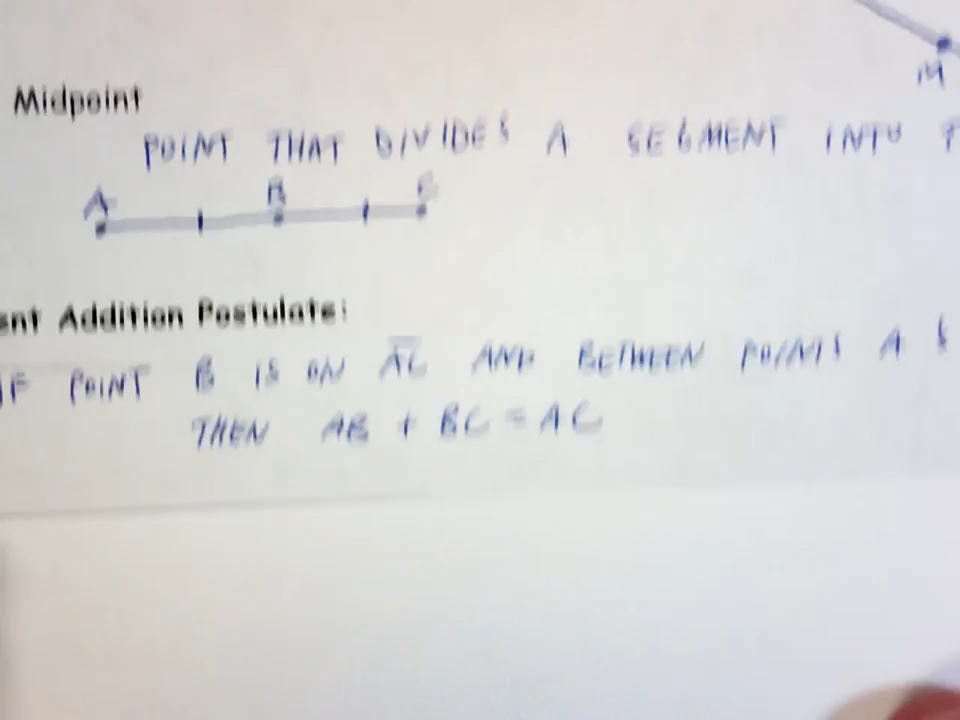 M
Midpoint
POINT THAT DIVIDES A SEGMENT INTO
A B C
ent Addition Postulate:
IF POINT B IS ON A̅C̅ AND BETWEEN POINTS A &
THEN AB + BC = AC